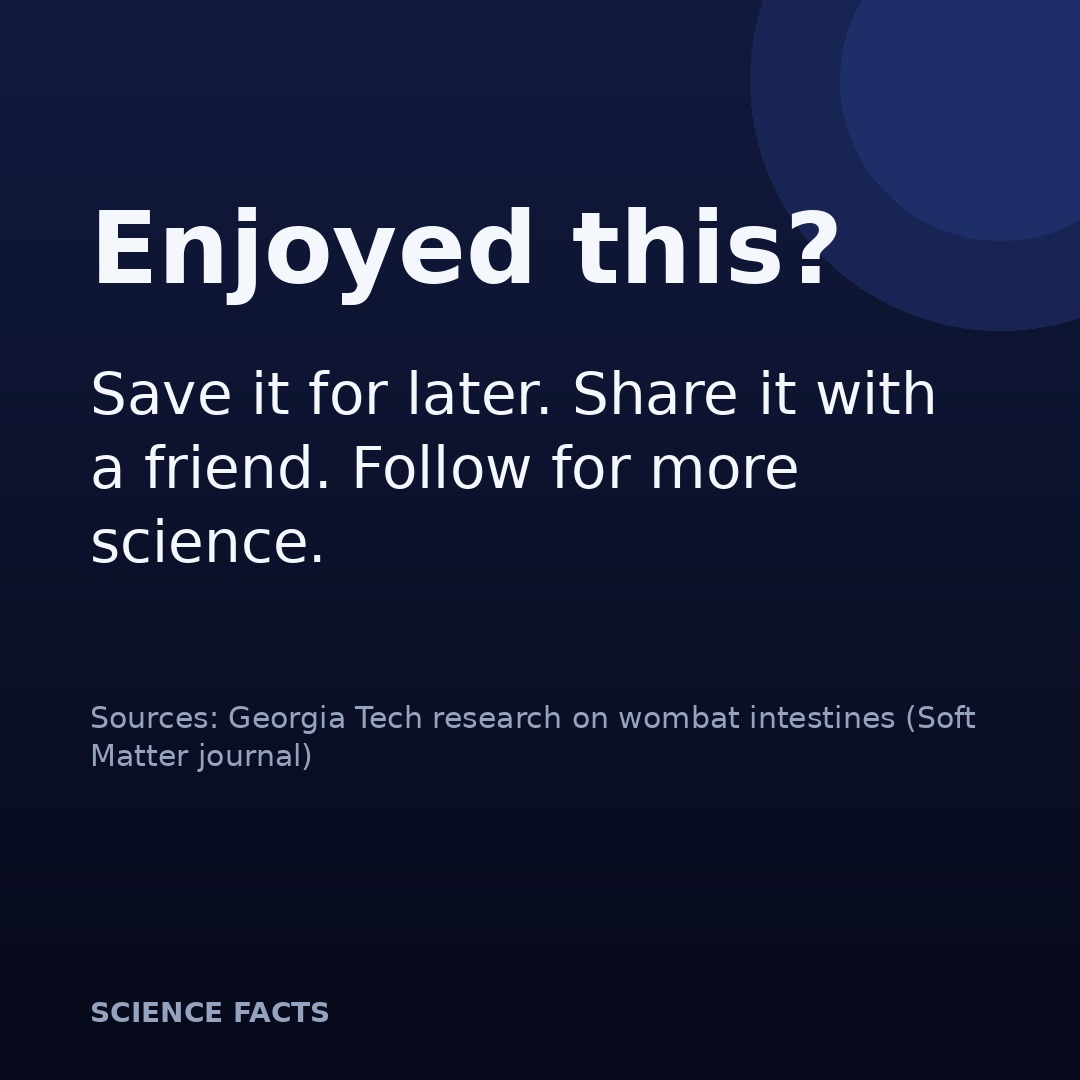 Enjoyed this?
Save it for later. Share it with
a friend. Follow for more
science.
Sources: Georgia Tech research on wombat intestines (Soft
Matter journal)
SCIENCE FACTS